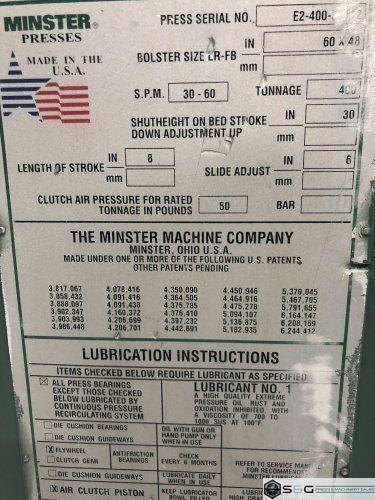 MINSTER®
PRESSES
MADE IN THE
U.S.A.
PRESS SERIAL NO. E2-400-
BOLSTER SIZE LR-FB IN 60 X 48
mm
S.P.M. 30 - 60 TONNAGE 400
SHUTHEIGHT ON BED STROKE IN 30
DOWN ADJUSTMENT UP mm
LENGTH OF STROKE IN 8 SLIDE ADJUST IN 6
mm mm
CLUTCH AIR PRESSURE FOR RATED
TONNAGE IN POUNDS 50 BAR
THE MINSTER MACHINE COMPANY
MINSTER, OHIO U.S.A.
MADE UNDER ONE OR MORE OF THE FOLLOWING U.S. PATENTS
OTHER PATENTS PENDING
3,817,067 4,078,416 4,350,090 4,450,946 5,370,045
3,858,432 4,091,416 4,364,505 4,464,916 5,467,705
3,888,097 4,091,438 4,375,785 4,475,278 5,791,655
3,902,347 4,160,372 4,376,410 5,094,107 6,164,147
3,903,993 4,206,699 4,397,232 5,136,875 6,208,159
3,986,448 4,206,701 4,442,691 5,182,935 6,244,412
LUBRICATION INSTRUCTIONS
ITEMS CHECKED BELOW REQUIRE LUBRICANT AS SPECIFIED
X ALL PRESS BEARINGS
EXCEPT THOSE CHECKED
BELOW LUBRICATED BY
CONTINUOUS PRESSURE
RECIRCULATING SYSTEM
LUBRICANT NO. 1
A HIGH QUALITY EXTREME
PRESSURE OIL, RUST AND
OXIDATION INHIBITED, WITH
A VISCOSITY OF 700 TO
1000 SUS AT 100°F.
DIE CUSHION BEARINGS
DIE CUSHION GUIDEWAYS
OIL WITH GUN OR
HAND PUMP ONLY
WHEN IN USE
X FLYWHEEL
CLUTCH GEAR
ANTIFRICTION
BEARINGS
CHECK
EVERY 6 MONTHS
REFER TO SERVICE
FOR
MINSTER
DIE CUSHION GUIDEWAYS
LUBRICATE DAILY
WHEN IN USE
X AIR CLUTCH PISTON
KEEP LUBRICATOR
BOWL FILLED
SHG
PRESS & MACHINERY SALES